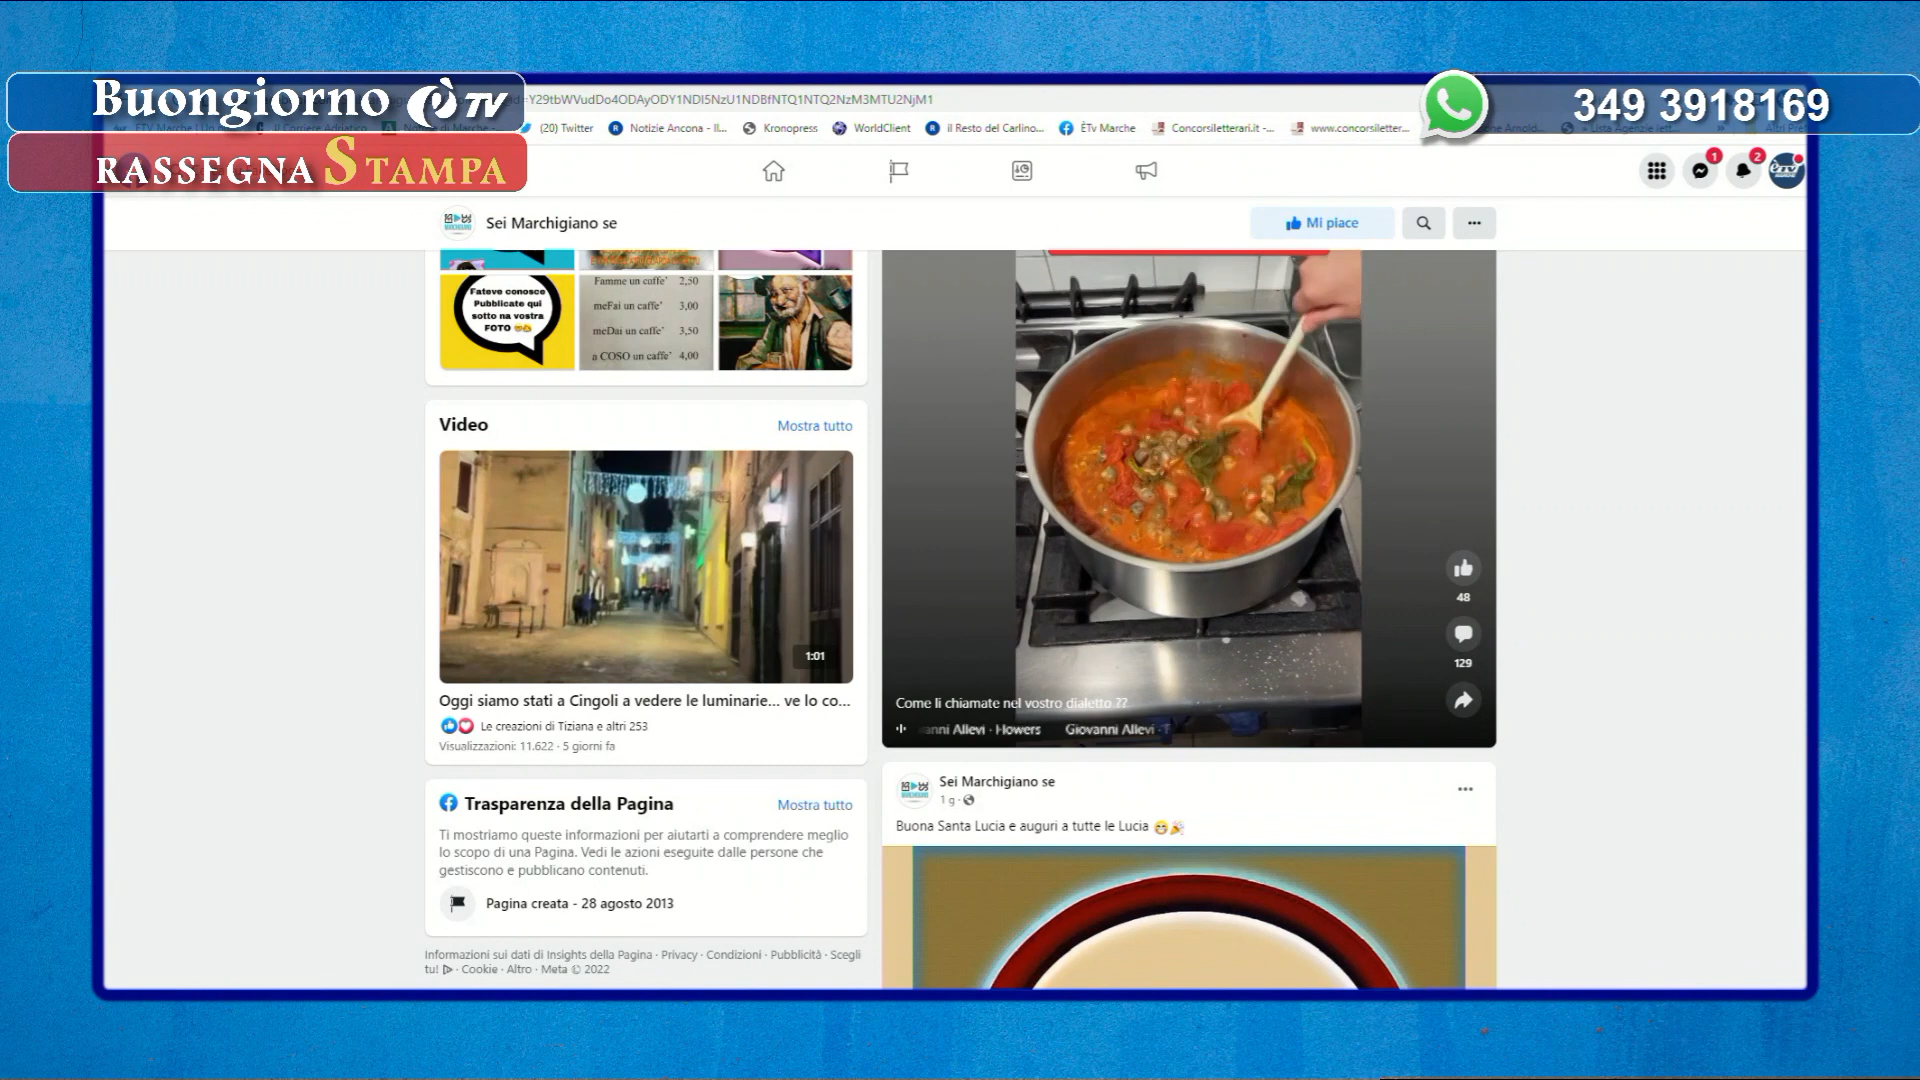 Buongiorno èTV
RASSEGNA STAMPA
349 3918169
=Y29tbWVudDo4ODAyODY1NDI5NzU1NDBfNTQ1NTQ2NzM3MTU2NjM1
(20) Twitter
Notizie Ancona - Il...
Kronopress
WorldClient
il Resto del Carlino...
ÈTv Marche
Concorsiletterari.it -...
www.concorsiletter...
1
2
Sei Marchigiano se
Mi piace
Fateve conosce
Pubblicate qui
sotto na vostra
FOTO
Famme un caffe' 2,50
meFai un caffe' 3,00
meDai un caffe' 3,50
a COSO un caffe' 4,00
Video
Mostra tutto
1:01
Oggi siamo stati a Cingoli a vedere le luminarie... ve lo co...
Le creazioni di Tiziana e altri 253
Visualizzazioni: 11.622 · 5 giorni fa
Trasparenza della Pagina
Mostra tutto
Ti mostriamo queste informazioni per aiutarti a comprendere meglio
lo scopo di una Pagina. Vedi le azioni eseguite dalle persone che
gestiscono e pubblicano contenuti.
Pagina creata - 28 agosto 2013
Informazioni sui dati di Insights della Pagina · Privacy · Condizioni · Pubblicità · Scegli
tu! · Cookie · Altro · Meta © 2022
48
129
Come li chiamate nel vostro dialetto ??
anni Allevi · Flowers Giovanni Allevi ·
Sei Marchigiano se
1 g ·
Buona Santa Lucia e auguri a tutte le Lucia